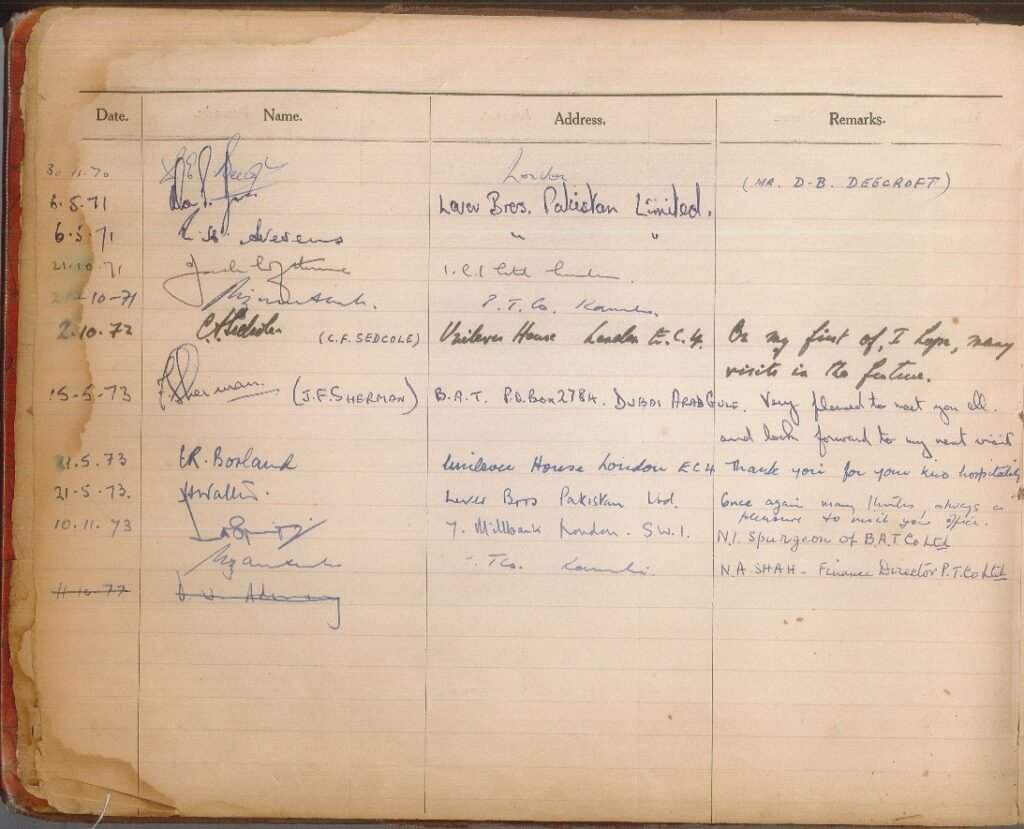 Date. Name. Address. Remarks.
30.11.70 London (MR. D-B. DEECROFT)
6.5.71 Lever Bros. Pakistan Limited.
6.5.71 " "
21.10.71 I.C.I
10-71 P.T.Co.
2.10.72 (C.F. SEDCOLE) Unilever House London E.C.4. On my first of, I hope, many
visits in the future.
15-5-73 (J.F. SHERMAN) B.A.T. P.O. Box 2784. DUBAI ARAB GULF. Very pleased to meet you all.
and look forward to my next visit
21.5.73 R. Borland Unilever House London EC4 Thank you for your kind hospitality
21-5-73. Lever Bros Pakistan Ltd. Once again many thanks, always a
pleasure to visit your office.
10.11.73 7. Millbank London. S.W.1. N.I. Spurgeon of B.A.T Co Ltd
T Co. N.A. SHAH - Finance Director P.T. Co Ltd
11-10-77